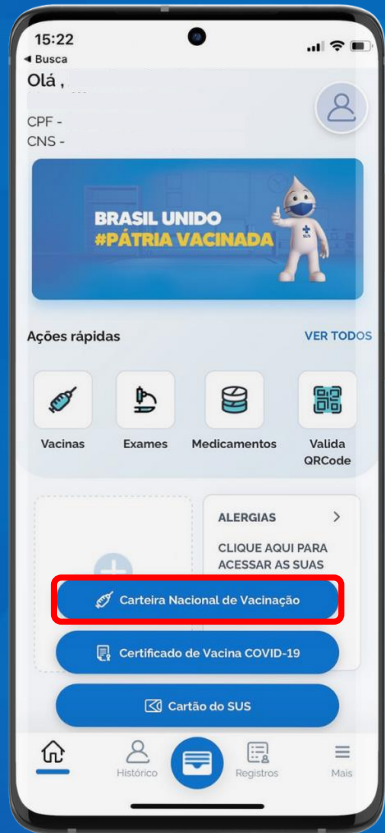 15:22
◀ Busca
Olá ,
CPF -
CNS -
BRASIL UNIDO
#PÁTRIA VACINADA
Ações rápidas
VER TODOS
Vacinas
Exames
Medicamentos
Valida
QRCode
ALERGIAS
CLIQUE AQUI PARA
ACESSAR AS SUAS
Carteira Nacional de Vacinação
Certificado de Vacina COVID-19
Cartão do SUS
Histórico
Registros
Mais